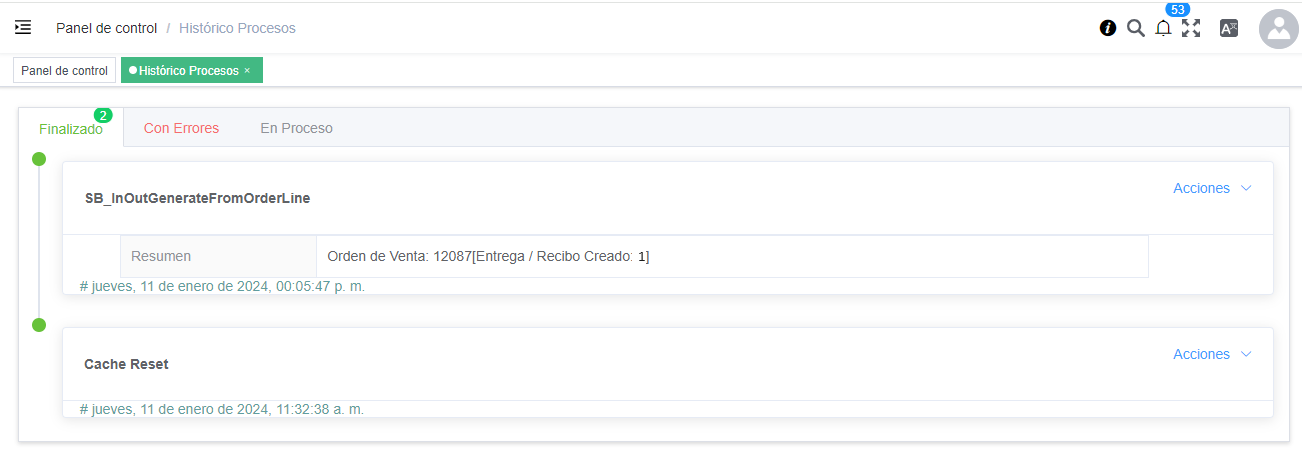 53
Panel de control / Histórico Procesos
Panel de control
Histórico Procesos ×
Finalizado 2
Con Errores
En Proceso
SB_InOutGenerateFromOrderLine
Acciones
Resumen
Orden de Venta: 12087[Entrega / Recibo Creado: 1]
# jueves, 11 de enero de 2024, 00:05:47 p. m.
Cache Reset
Acciones
# jueves, 11 de enero de 2024, 11:32:38 a. m.